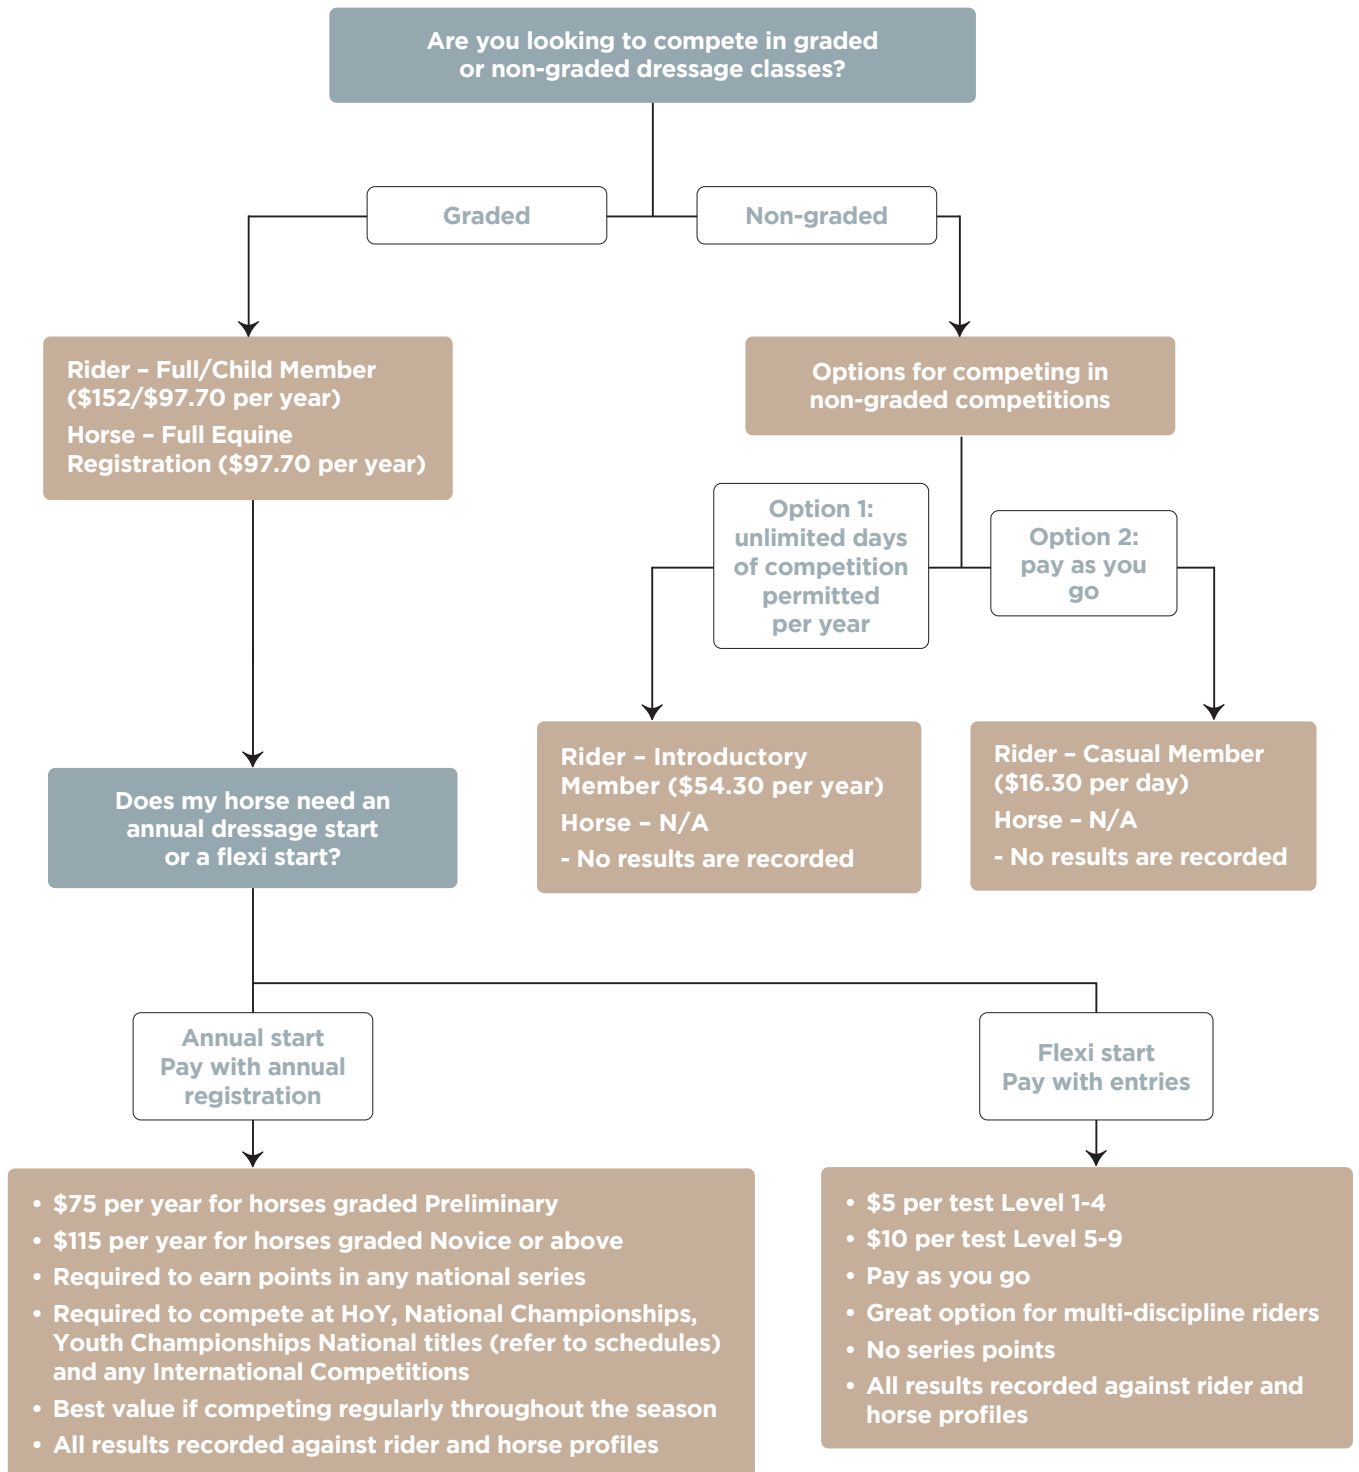 Are you looking to compete in graded
or non-graded dressage classes?
Graded
Non-graded
Rider – Full/Child Member
($152/$97.70 per year)
Horse – Full Equine
Registration ($97.70 per year)
Options for competing in
non-graded competitions
Option 1:
unlimited days
of competition
permitted
per year
Option 2:
pay as you
go
Rider – Introductory
Member ($54.30 per year)
Horse – N/A
- No results are recorded
Rider – Casual Member
($16.30 per day)
Horse – N/A
- No results are recorded
Does my horse need an
annual dressage start
or a flexi start?
Annual start
Pay with annual
registration
Flexi start
Pay with entries
• $75 per year for horses graded Preliminary
• $115 per year for horses graded Novice or above
• Required to earn points in any national series
• Required to compete at HoY, National Championships,
Youth Championships National titles (refer to schedules)
and any International Competitions
• Best value if competing regularly throughout the season
• All results recorded against rider and horse profiles
• $5 per test Level 1-4
• $10 per test Level 5-9
• Pay as you go
• Great option for multi-discipline riders
• No series points
• All results recorded against rider and
horse profiles